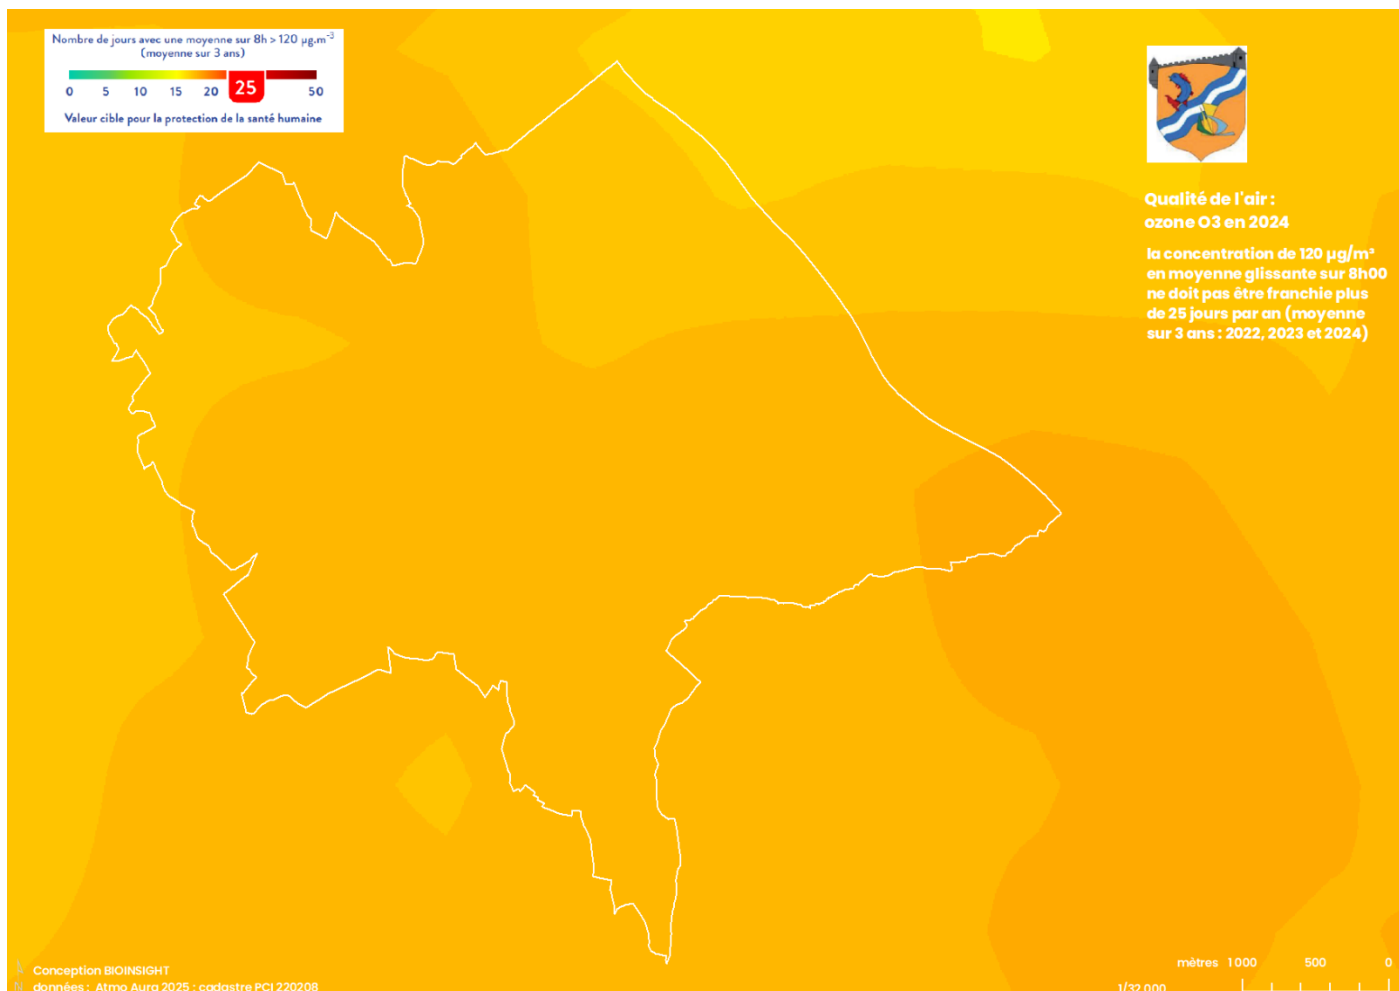 Nombre de jours avec une moyenne sur 8h > 120 µg.m⁻³
(moyenne sur 3 ans)
0 5 10 15 20 25 50
Valeur cible pour la protection de la santé humaine
Qualité de l'air :
ozone O3 en 2024
la concentration de 120 µg/m³
en moyenne glissante sur 8h00
ne doit pas être franchie plus
de 25 jours par an (moyenne
sur 3 ans : 2022, 2023 et 2024)
Conception BIOINSIGHT
données : Atmo Aura 2025 ; cadastre PCI 220208
mètres 1 000 500 0
1/32 000